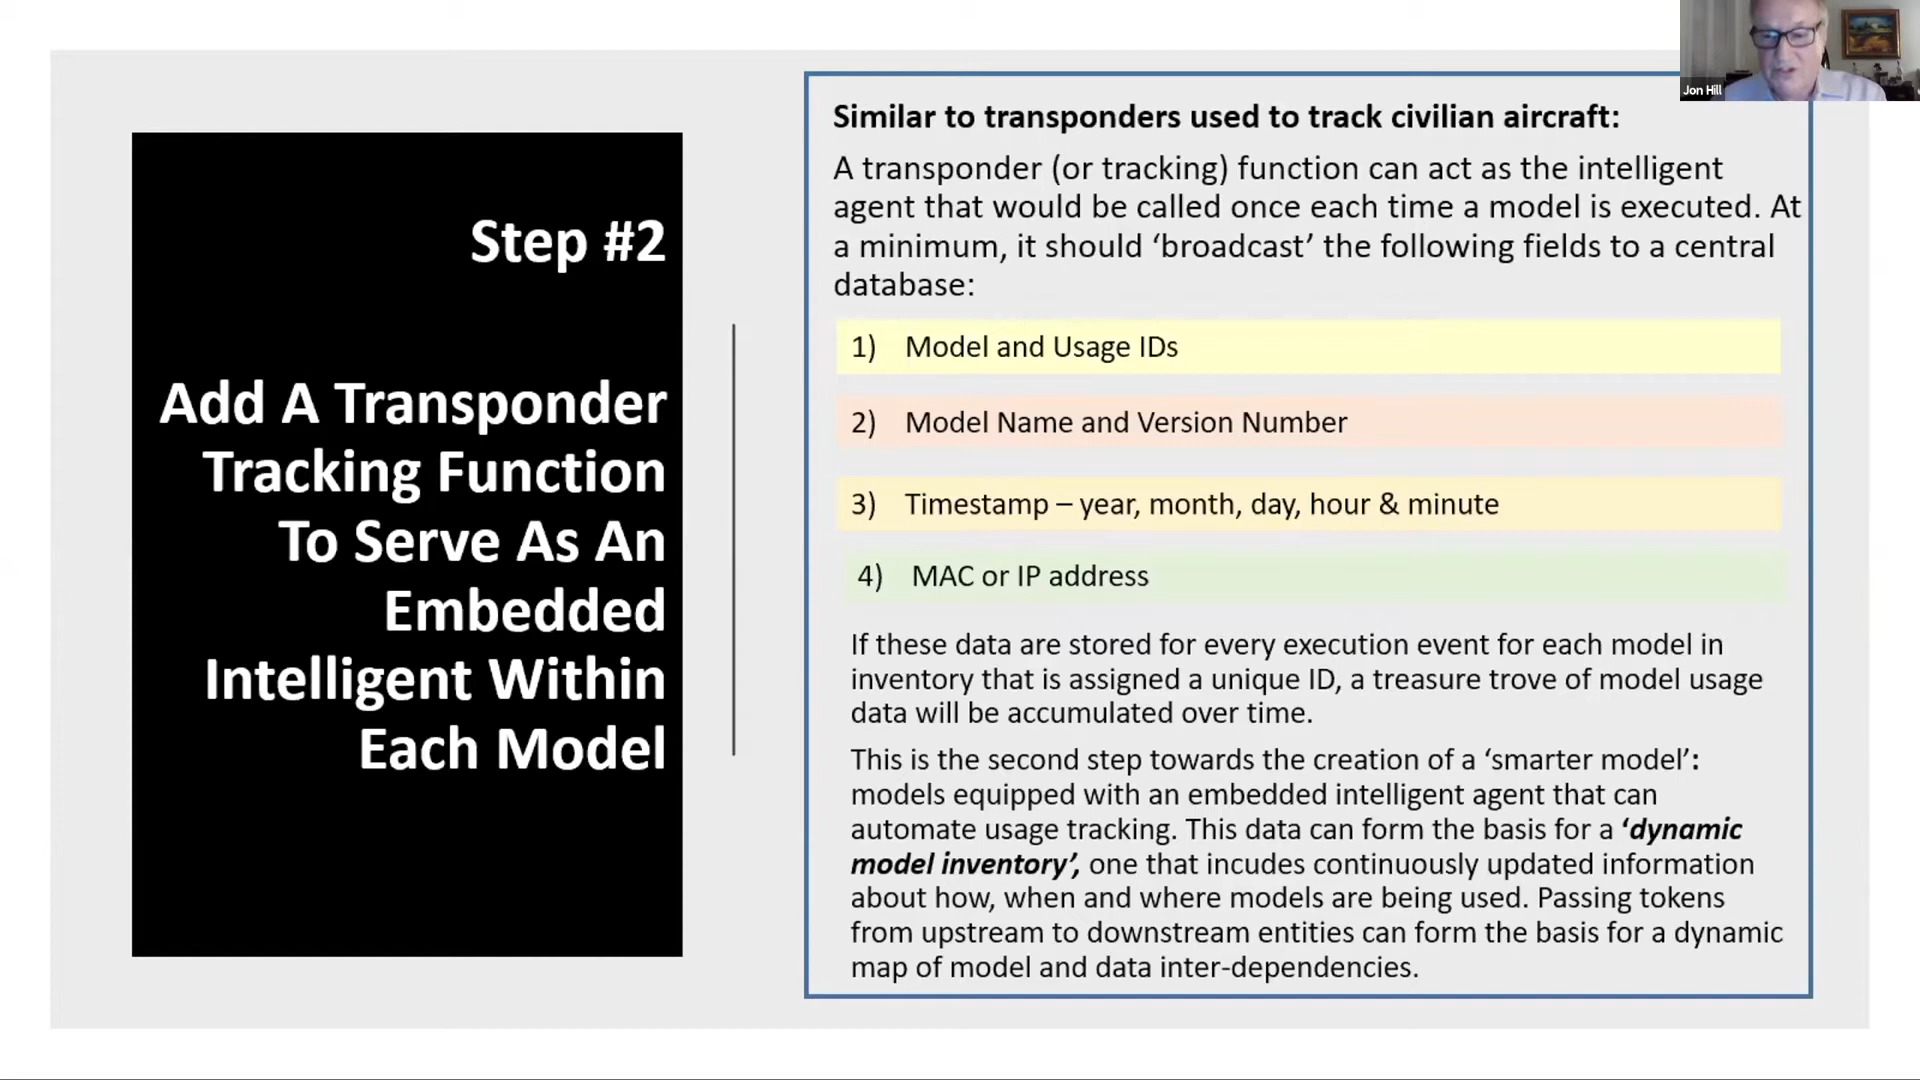 Jon Hill
Step #2
Add A Transponder
Tracking Function
To Serve As An
Embedded
Intelligent Within
Each Model
Similar to transponders used to track civilian aircraft:
A transponder (or tracking) function can act as the intelligent
agent that would be called once each time a model is executed. At
a minimum, it should ‘broadcast’ the following fields to a central
database:
1) Model and Usage IDs
2) Model Name and Version Number
3) Timestamp – year, month, day, hour & minute
4) MAC or IP address
If these data are stored for every execution event for each model in
inventory that is assigned a unique ID, a treasure trove of model usage
data will be accumulated over time.
This is the second step towards the creation of a ‘smarter model’:
models equipped with an embedded intelligent agent that can
automate usage tracking. This data can form the basis for a ‘dynamic
model inventory’, one that incudes continuously updated information
about how, when and where models are being used. Passing tokens
from upstream to downstream entities can form the basis for a dynamic
map of model and data inter-dependencies.